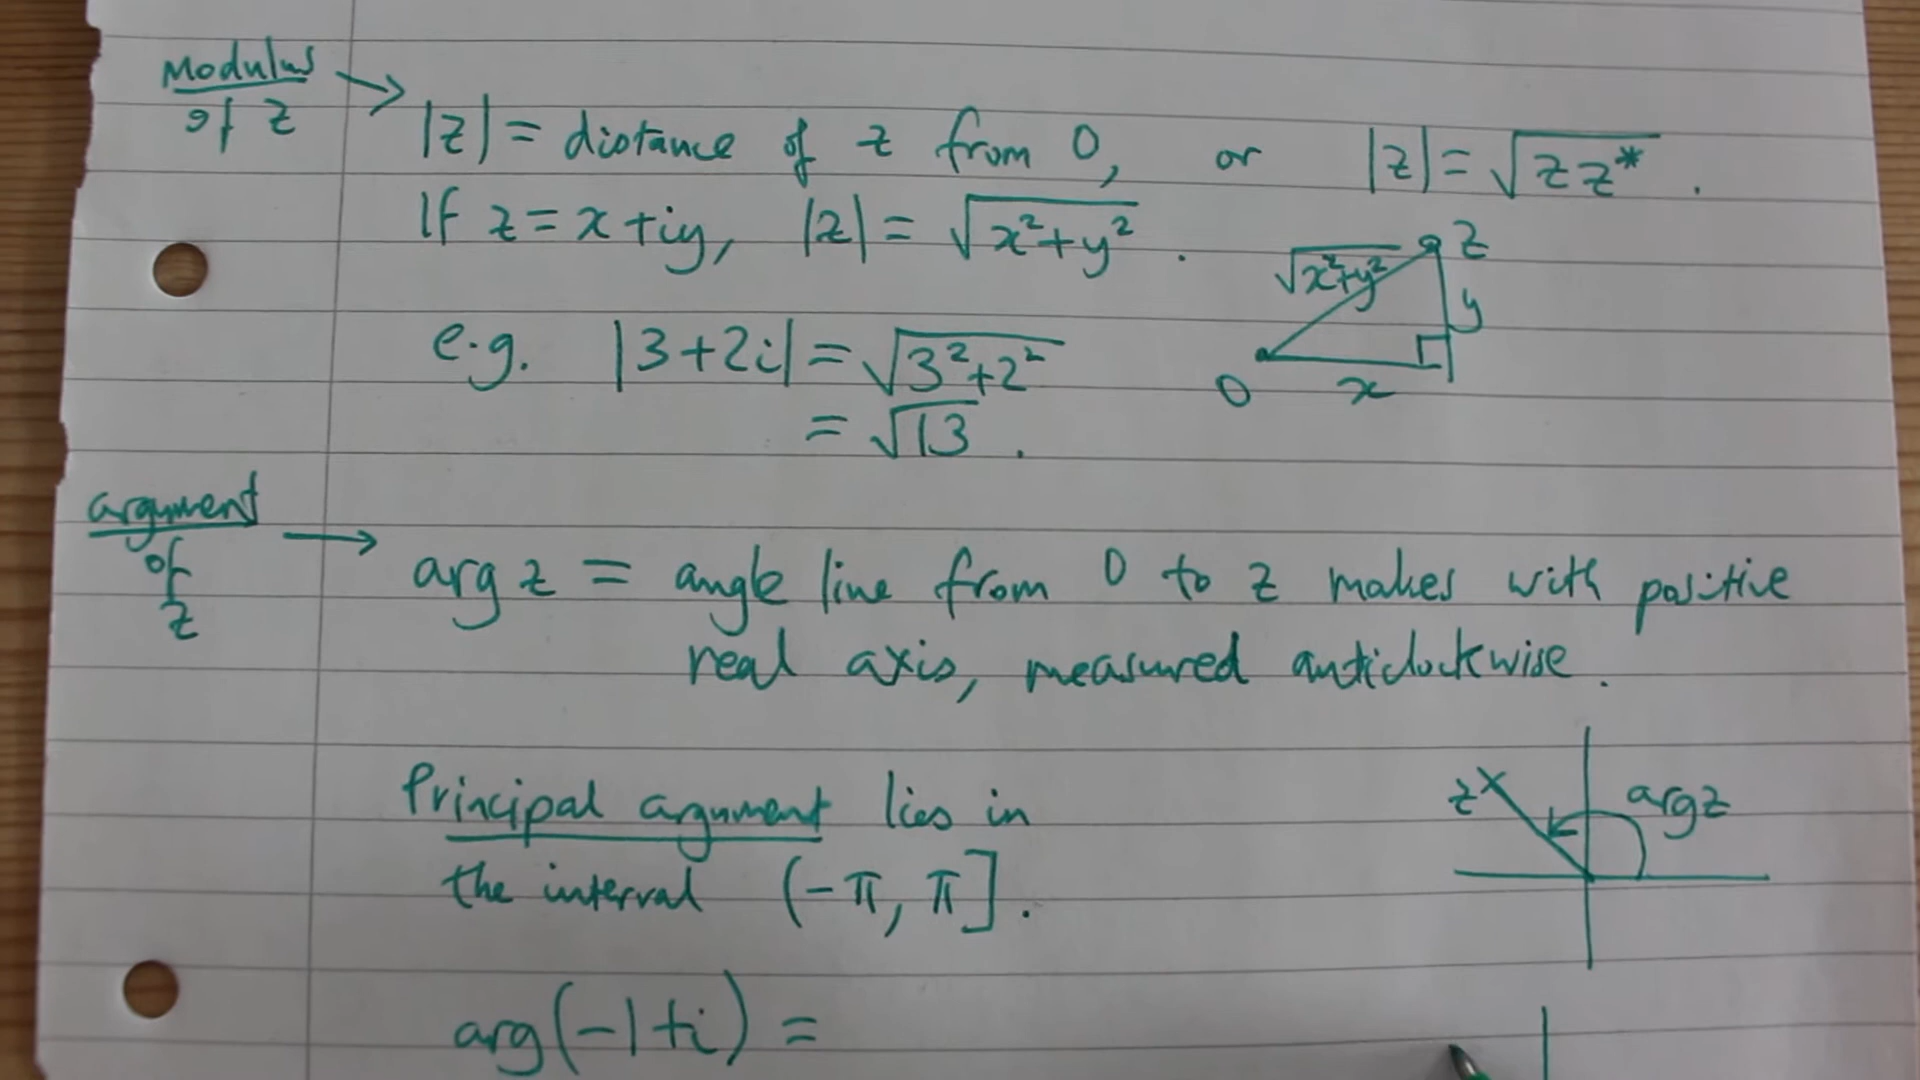 Modulus
of z
|z| = distance of z from 0, or |z| = √zz* .
If z = x + iy, |z| = √x²+y² .
√x²+y² z
y
0 x
e.g. |3+2i| = √3²+2²
= √13 .
argument
of
z
arg z = angle line from 0 to z makes with positive
real axis, measured anticlockwise.
Principal argument lies in
the interval (-π, π] .
z arg z
arg(-1+i) =